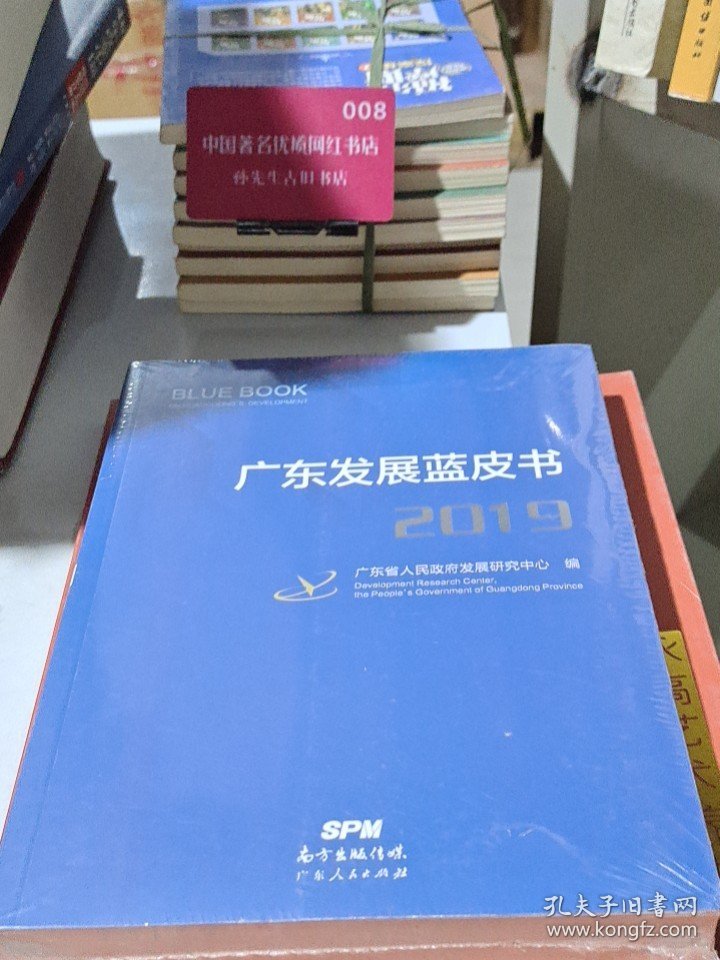 008
中国著名优质网红书店
孙先生古旧书店
BLUE BOOK
DEVELOPMENT
广东发展蓝皮书
2019
广东省人民政府发展研究中心 编
Development Research Center,
the People's Government of Guangdong Province
SPM
南方出版传媒
广东人民出版社
孔夫子旧书网
www.kongfz.com